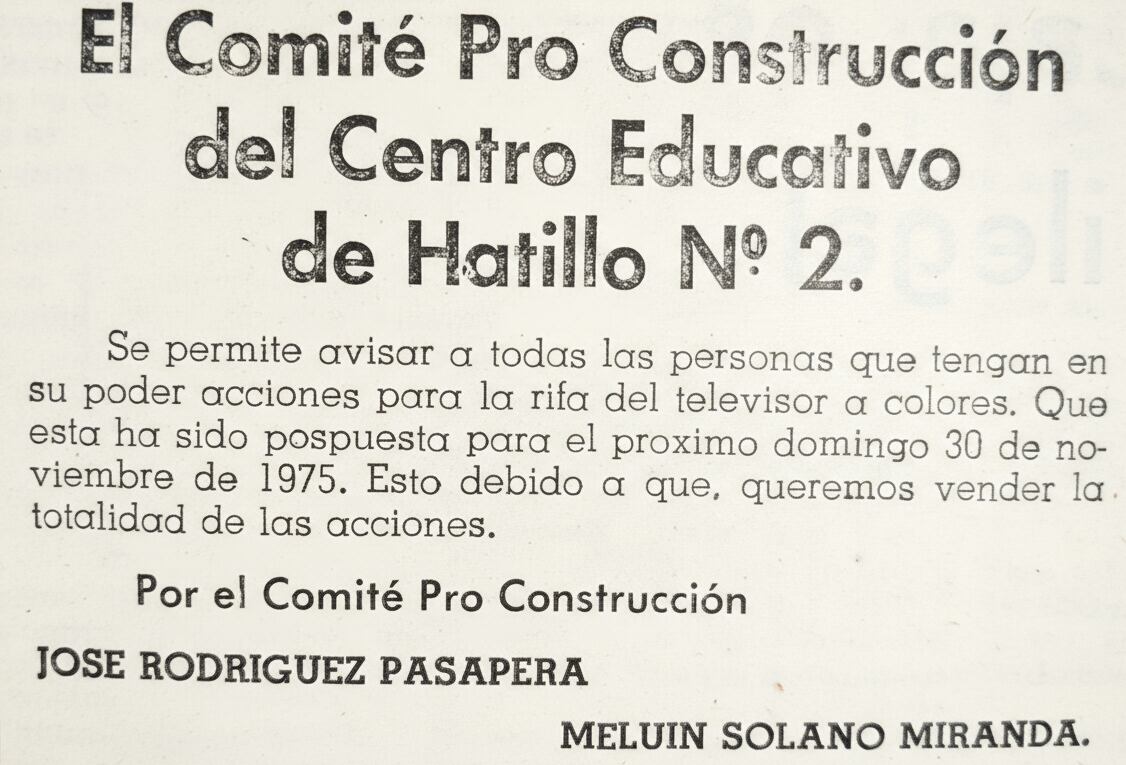 El Comité Pro Construcción
del Centro Educativo
de Hatillo Nº 2.
Se permite avisar a todas las personas que tengan en
su poder acciones para la rifa del televisor a colores. Que
esta ha sido pospuesta para el proximo domingo 30 de no-
viembre de 1975. Esto debido a que, queremos vender la
totalidad de las acciones.
Por el Comité Pro Construcción
JOSE RODRIGUEZ PASAPERA
MELUIN SOLANO MIRANDA.